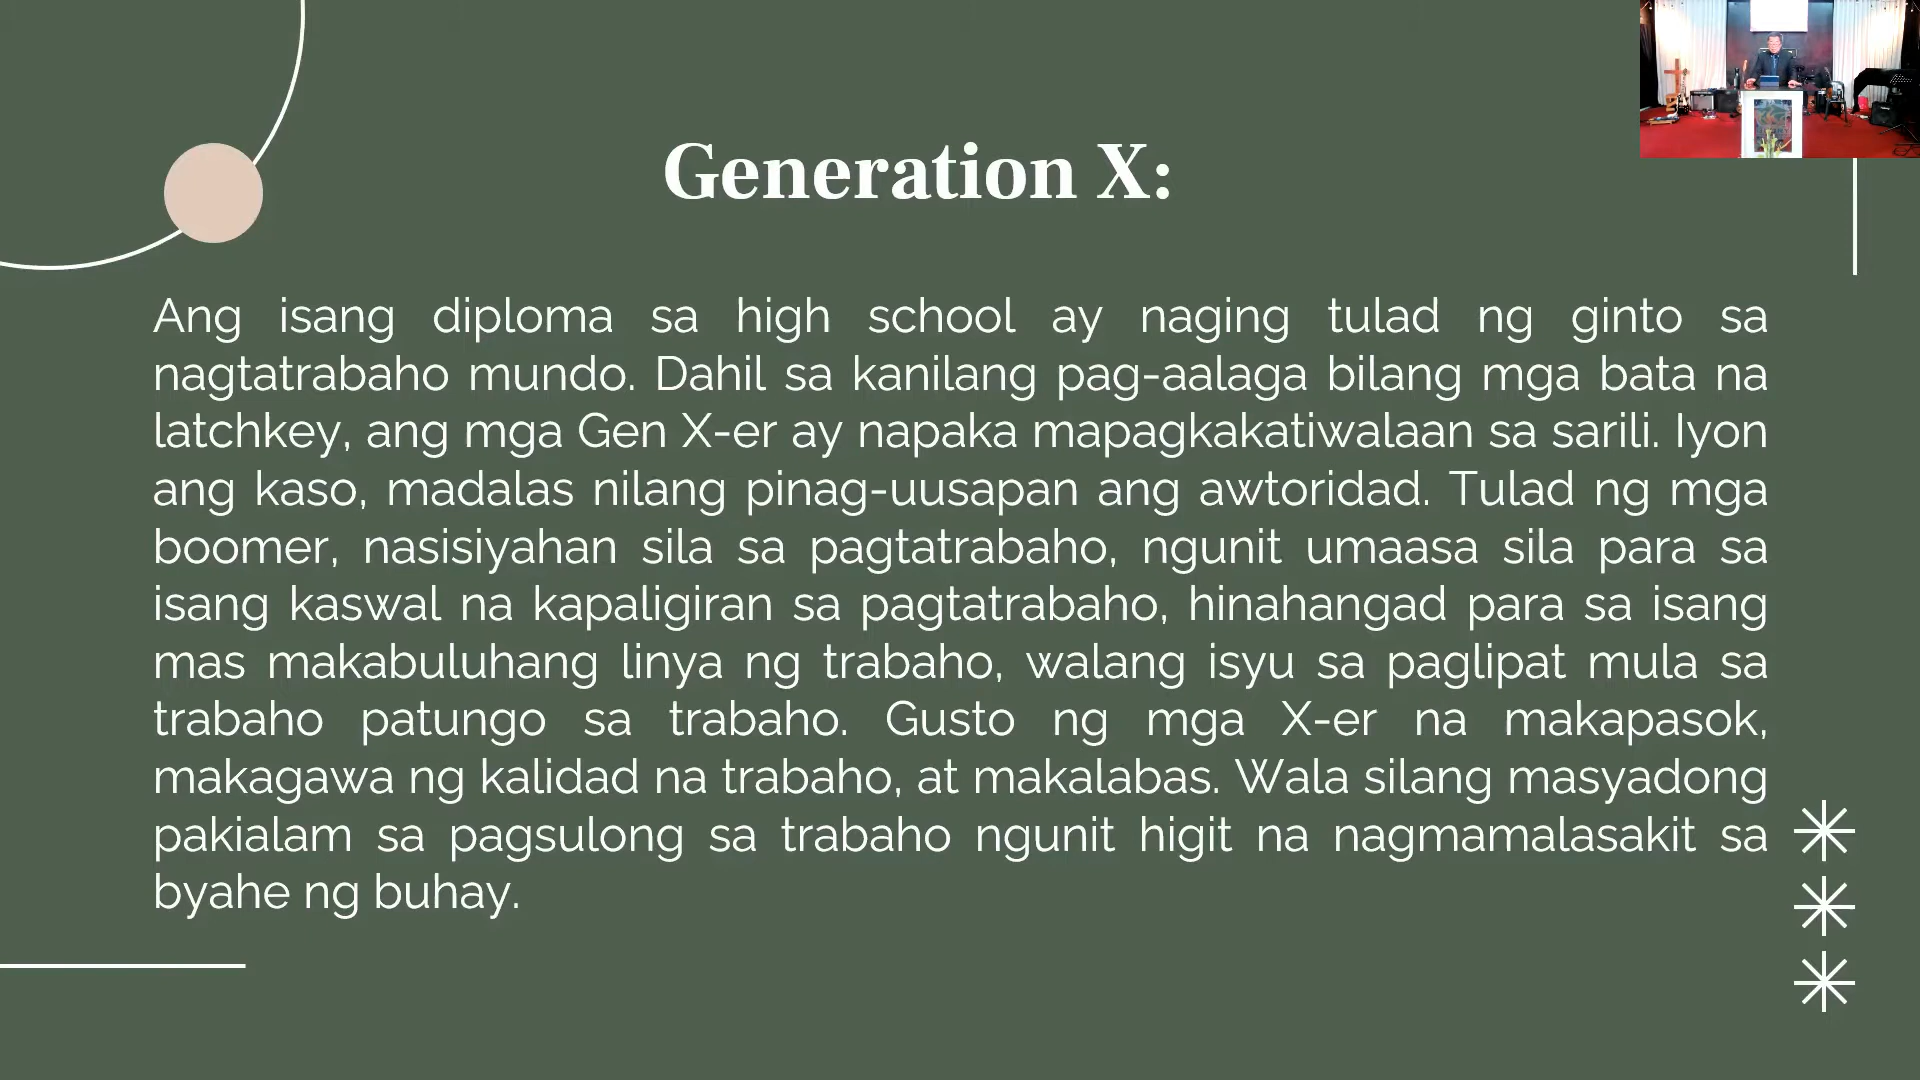 Generation X:
Ang isang diploma sa high school ay naging tulad ng ginto sa
nagtatrabaho mundo. Dahil sa kanilang pag-aalaga bilang mga bata na
latchkey, ang mga Gen X-er ay napaka mapagkakatiwalaan sa sarili. Iyon
ang kaso, madalas nilang pinag-uusapan ang awtoridad. Tulad ng mga
boomer, nasisiyahan sila sa pagtatrabaho, ngunit umaasa sila para sa
isang kaswal na kapaligiran sa pagtatrabaho, hinahangad para sa isang
mas makabuluhang linya ng trabaho, walang isyu sa paglipat mula sa
trabaho patungo sa trabaho. Gusto ng mga X-er na makapasok,
makagawa ng kalidad na trabaho, at makalabas. Wala silang masyadong
pakialam sa pagsulong sa trabaho ngunit higit na nagmamalasakit sa
byahe ng buhay.